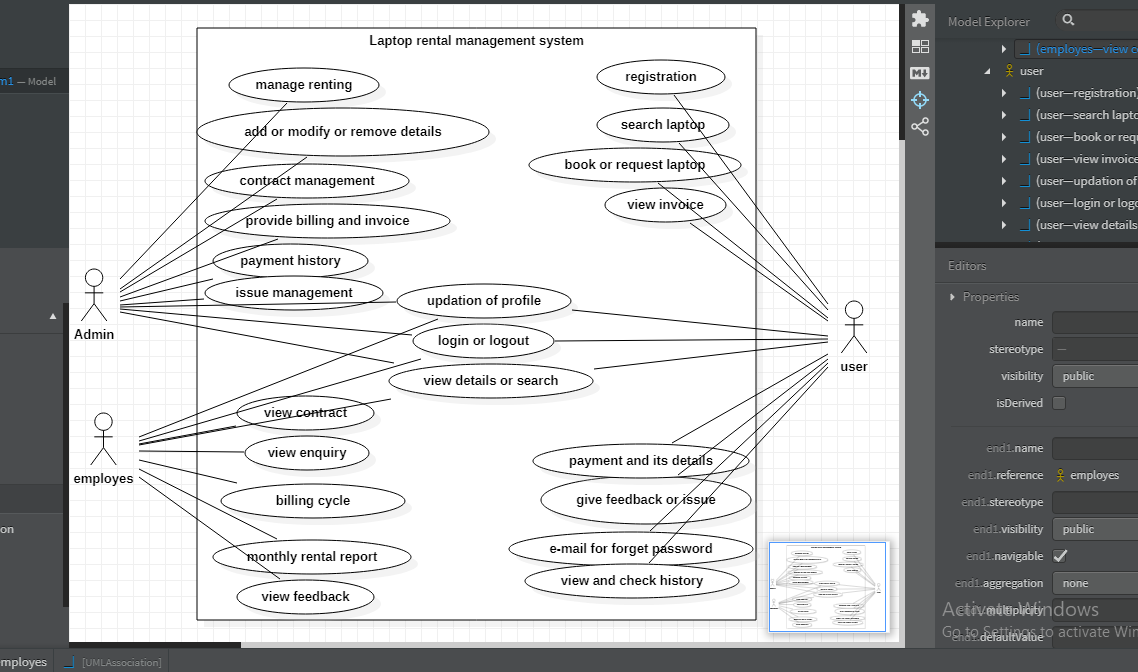 m1 — Model
on
mployes
[UMLAssociation]
Laptop rental management system
manage renting
add or modify or remove details
contract management
provide billing and invoice
payment history
issue management
registration
search laptop
book or request laptop
view invoice
updation of profile
login or logout
view details or search
Admin
employes
user
view contract
view enquiry
billing cycle
monthly rental report
view feedback
payment and its details
give feedback or issue
e-mail for forget password
view and check history
Model Explorer
(employes—view c
user
(user—registration)
(user—search lapto
(user—book or requ
(user—view invoice
(user—updation of
(user—login or logo
(user—view details
Editors
Properties
name
stereotype —
visibility public
isDerived
end1.name
end1.reference employes
end1.stereotype
end1.visibility public
end1.navigable
end1.aggregation none
end1.multiplicity
end1.defaultValue
Activate Windows
Go to Settings to activate Win